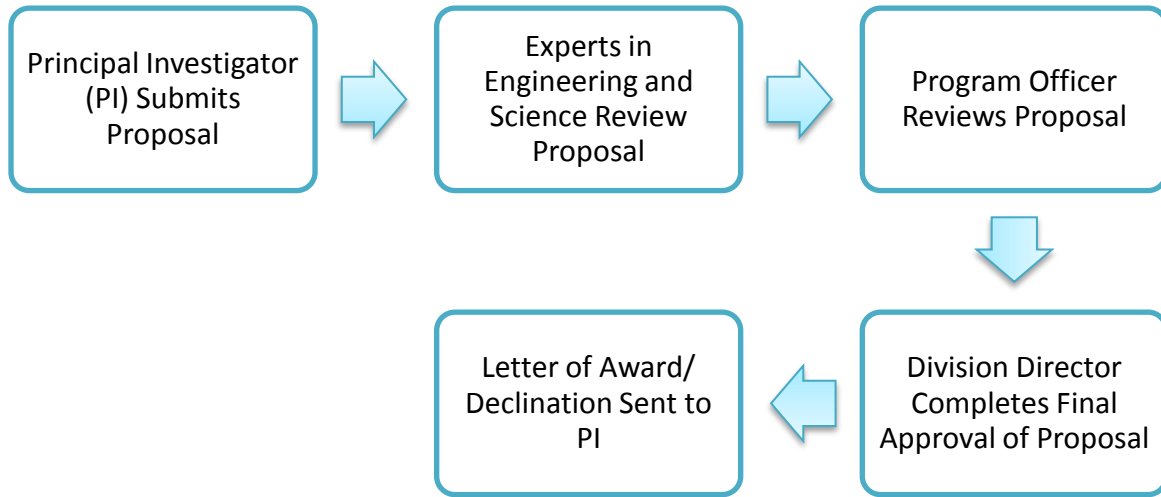 Principal Investigator
(PI) Submits
Proposal
Experts in
Engineering and
Science Review
Proposal
Program Officer
Reviews Proposal
Division Director
Completes Final
Approval of Proposal
Letter of Award/
Declination Sent to
PI